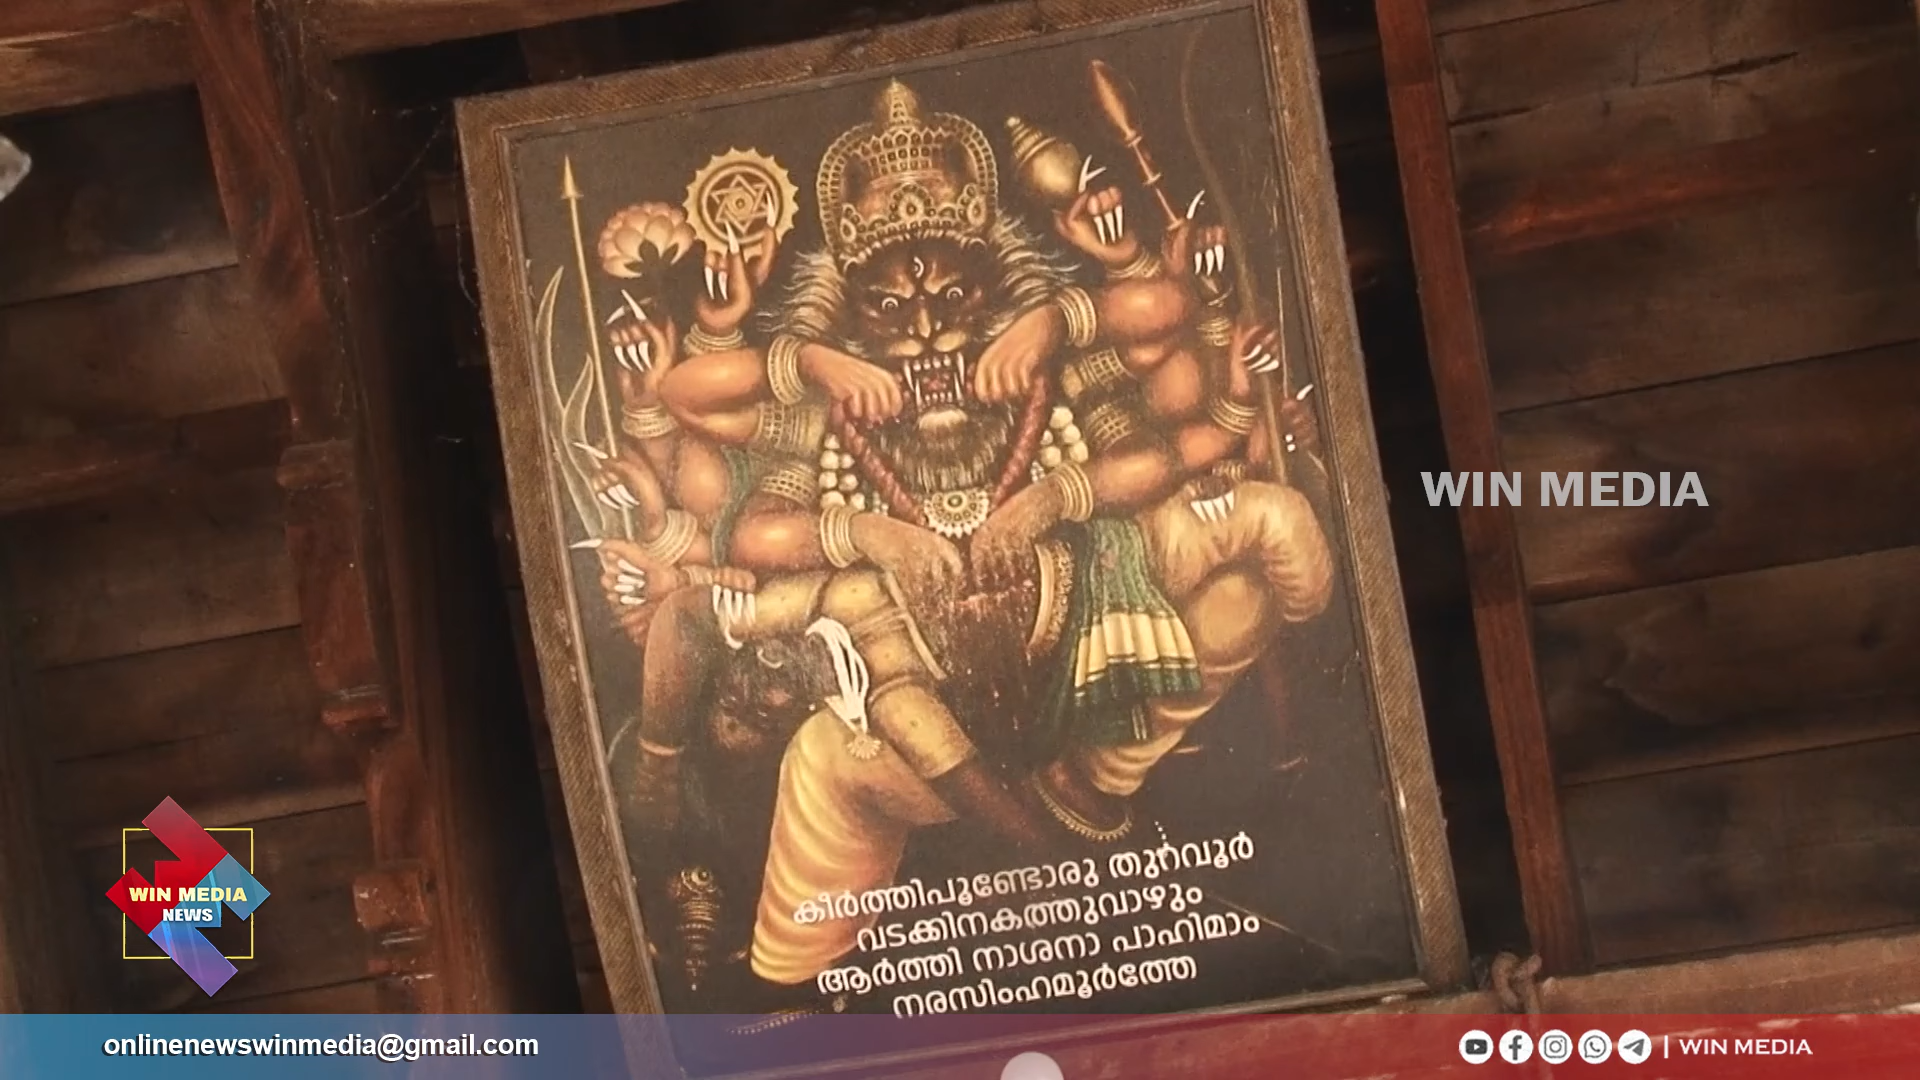 WIN MEDIA
കീർത്തിപൂണ്ടോരു തുറവൂർ
വടക്കിനകത്തുവാഴും
ആർത്തി നാശനാ പാഹിമാം
നരസിംഹമൂർത്തേ
WIN MEDIA
NEWS
onlinenewswinmedia@gmail.com
| WIN MEDIA